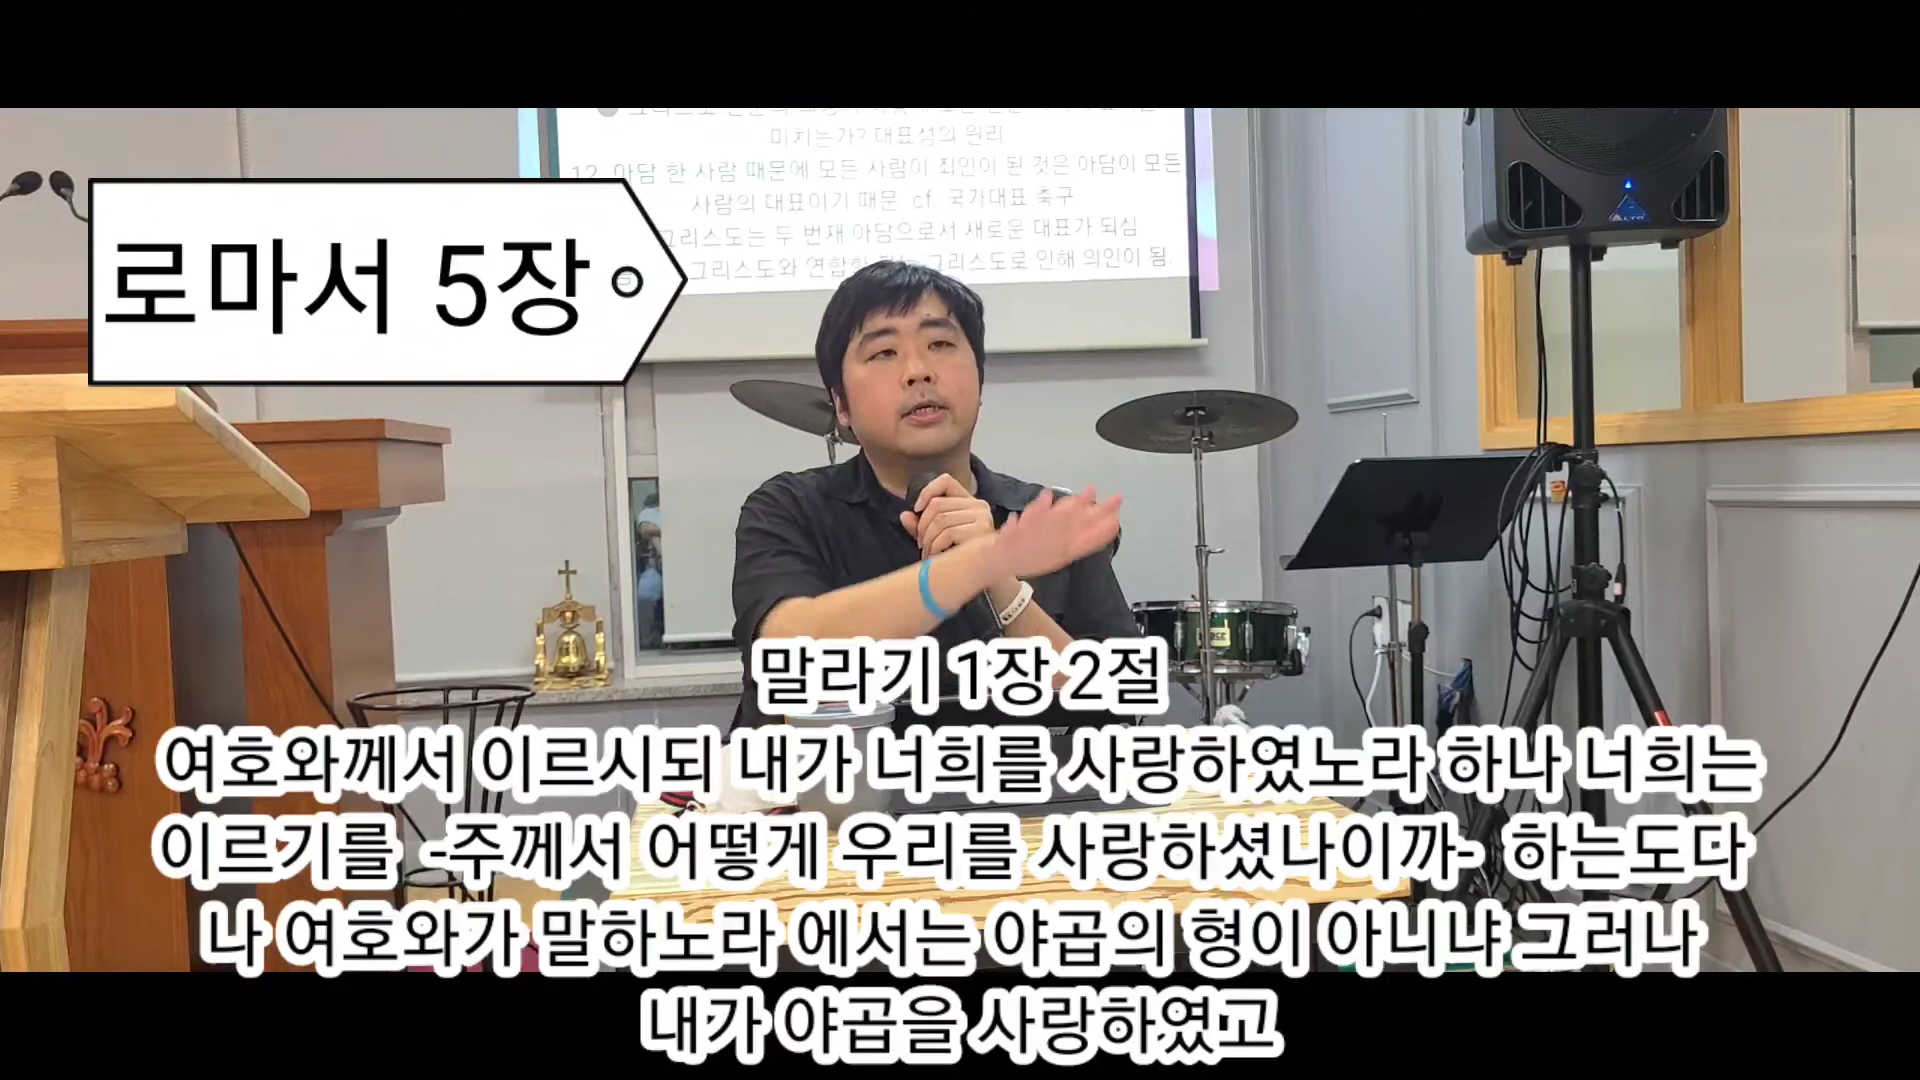 미치는가? 대표성의 원리
12. 아담 한 사람 때문에 모든 사람이 죄인이 된 것은 아담이 모든
사람의 대표이기 때문 cf. 국가대표 축구
그리스도는 두 번째 아담으로서 새로운 대표가 되심
그리스도와 연합한 그리스도로 인해 의인이 됨.
로마서 5장
ALTO
말라기 1장 2절
여호와께서 이르시되 내가 너희를 사랑하였노라 하나 너희는
이르기를 -주께서 어떻게 우리를 사랑하셨나이까- 하는도다
나 여호와가 말하노라 에서는 야곱의 형이 아니냐 그러나
내가 야곱을 사랑하였고